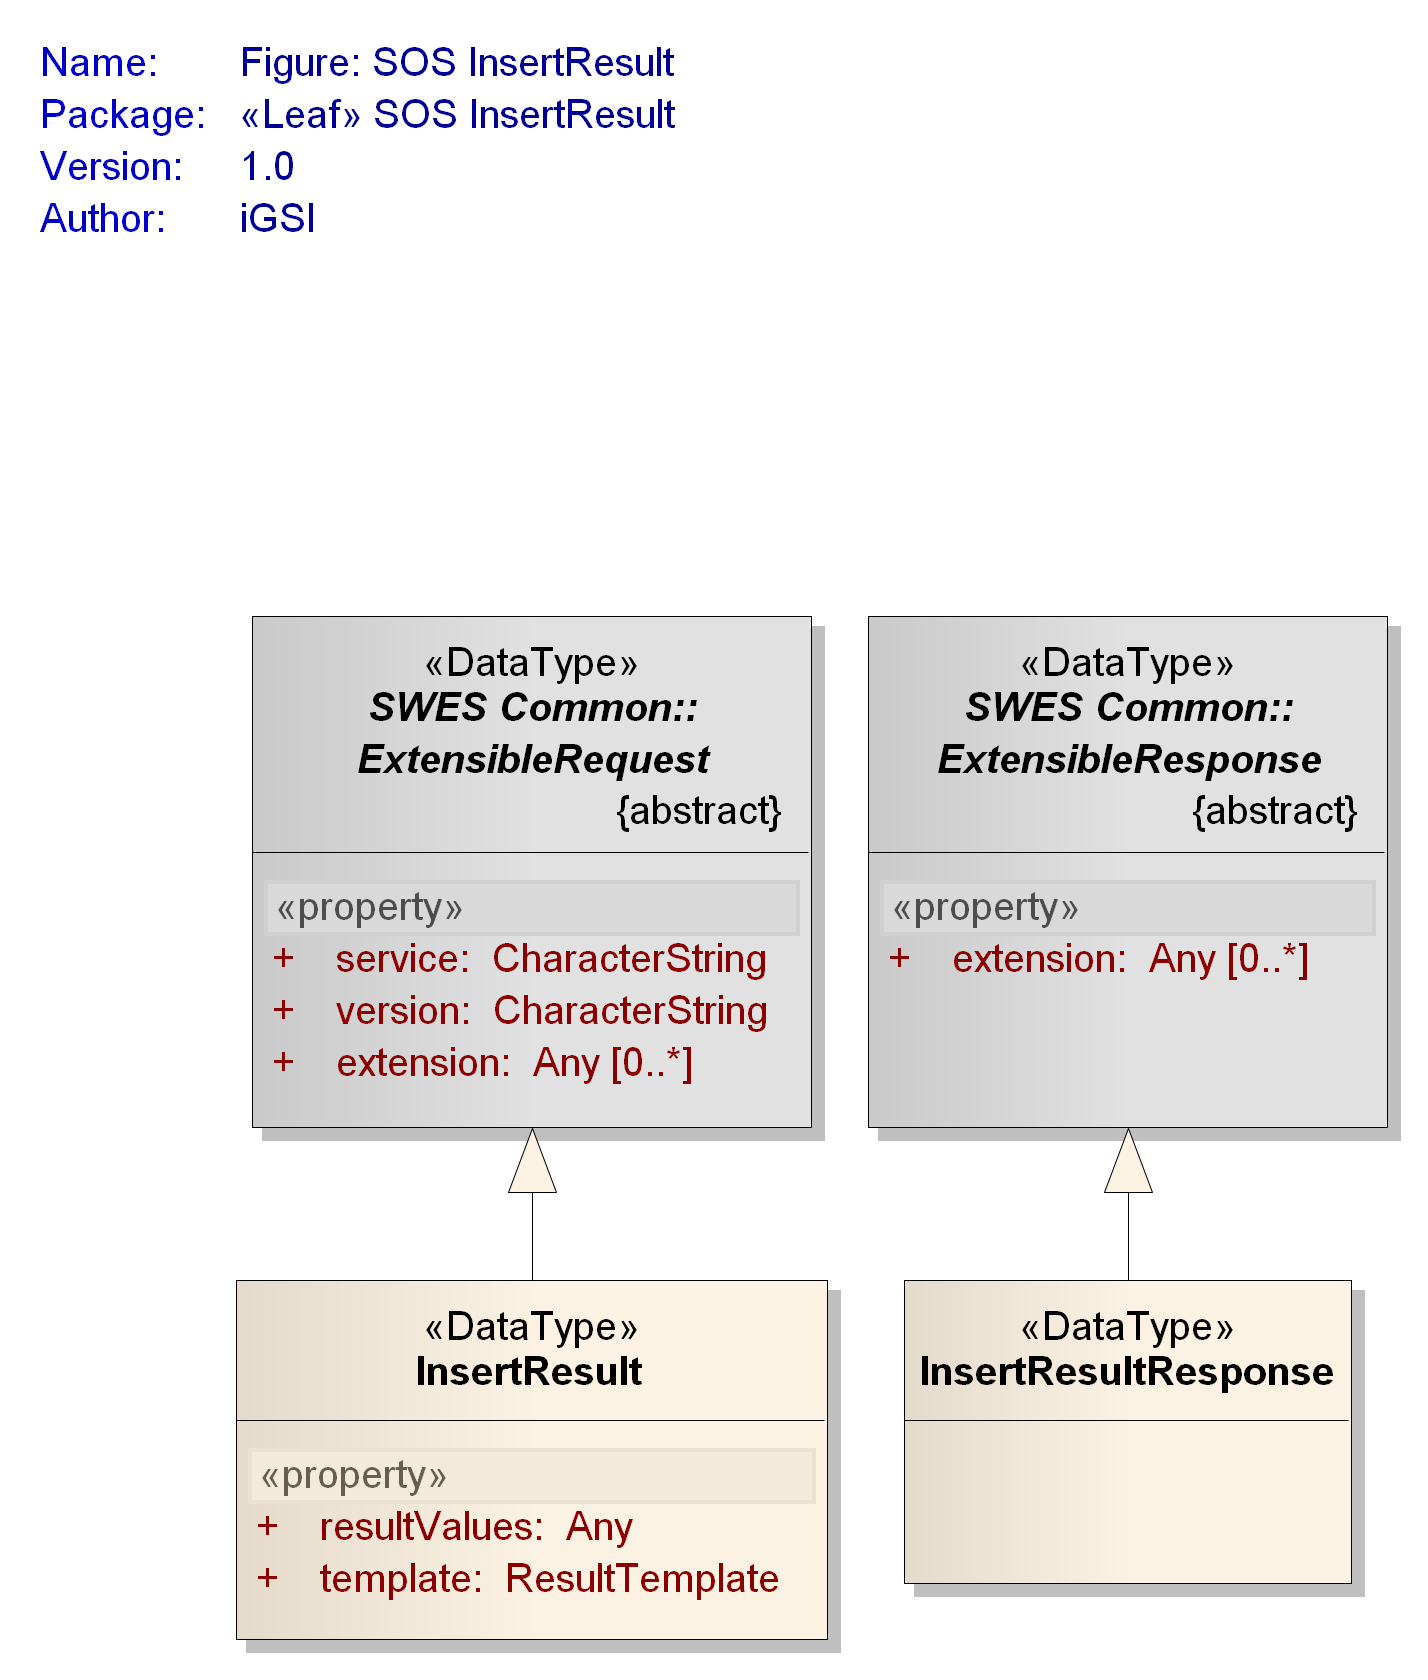 Name: Figure: SOS InsertResult
Package: «Leaf» SOS InsertResult
Version: 1.0
Author: iGSI
«DataType»
SWES Common::
ExtensibleRequest
{abstract}
«property»
+ service: CharacterString
+ version: CharacterString
+ extension: Any [0..*]
«DataType»
SWES Common::
ExtensibleResponse
{abstract}
«property»
+ extension: Any [0..*]
«DataType»
InsertResult
«property»
+ resultValues: Any
+ template: ResultTemplate
«DataType»
InsertResultResponse